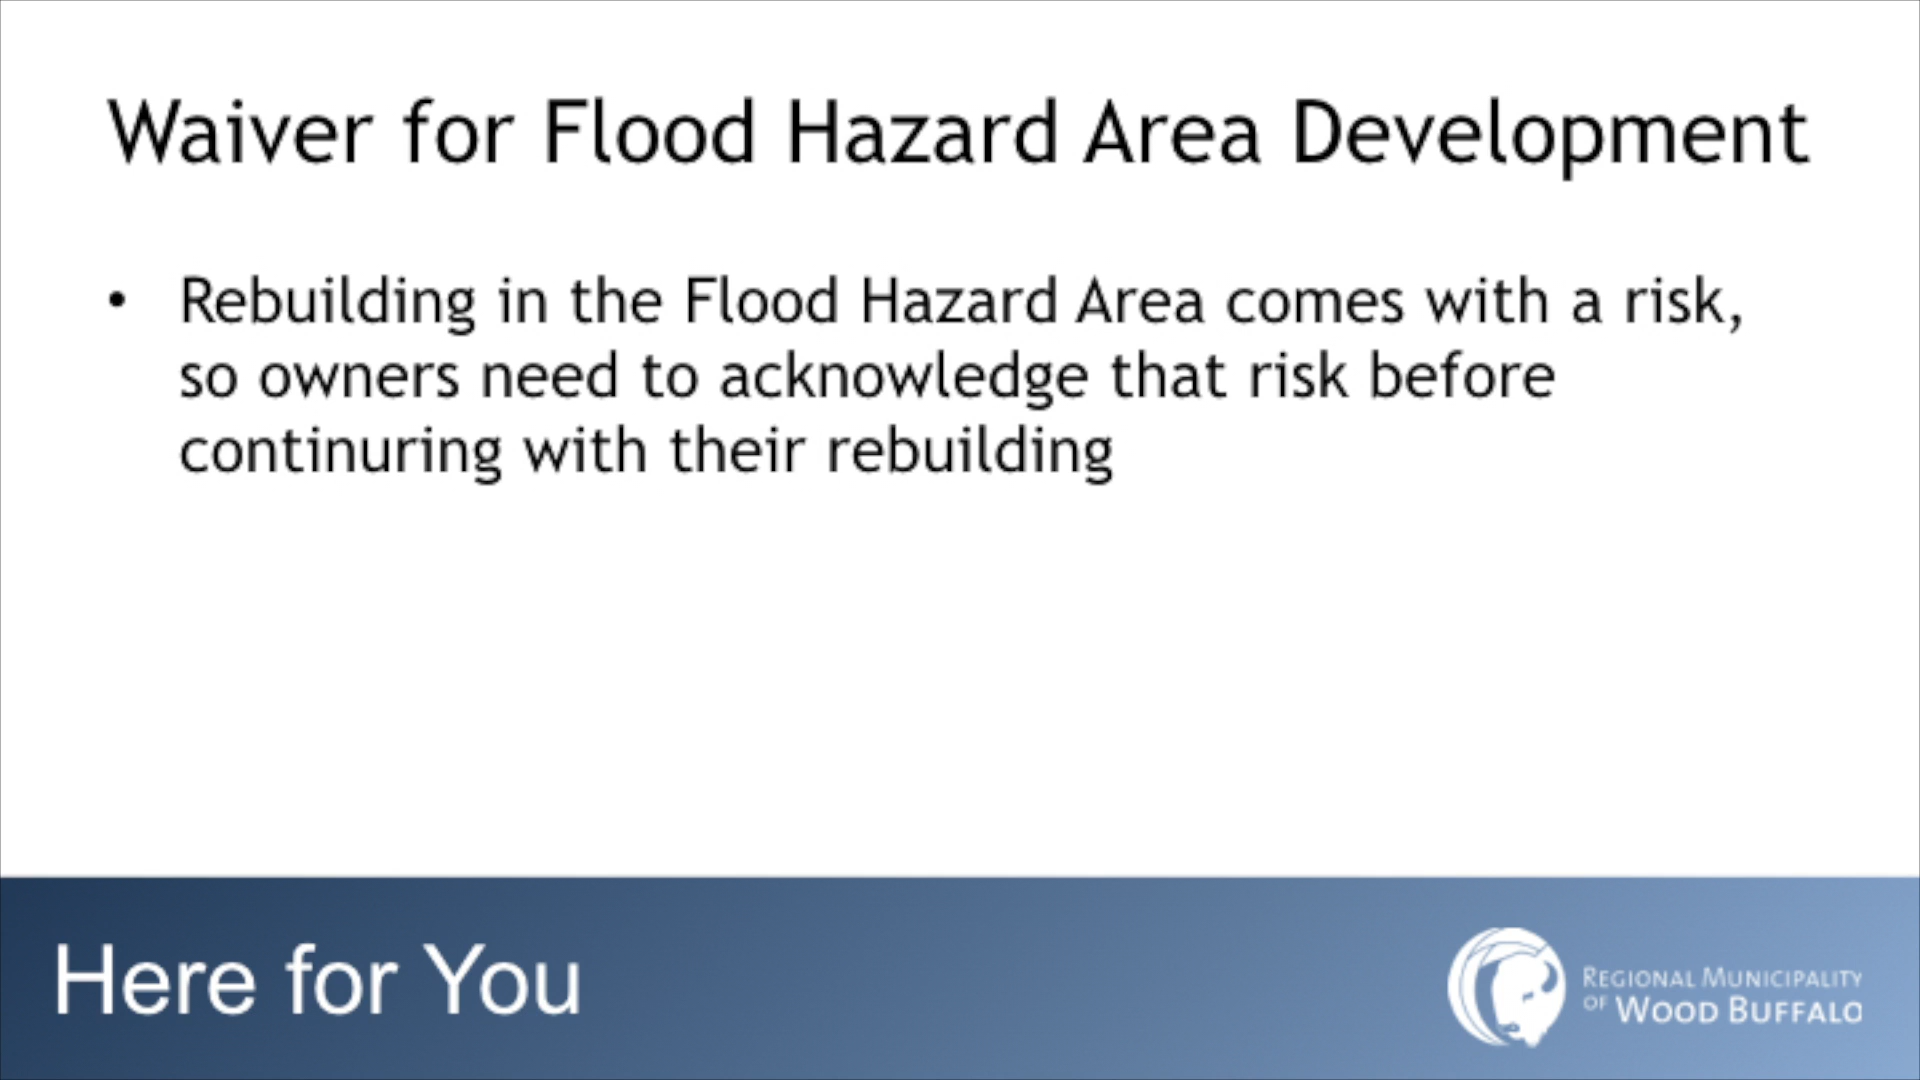 Waiver for Flood Hazard Area Development
• Rebuilding in the Flood Hazard Area comes with a risk,
so owners need to acknowledge that risk before
continuring with their rebuilding
Here for You
REGIONAL MUNICIPALITY
OF WOOD BUFFALO